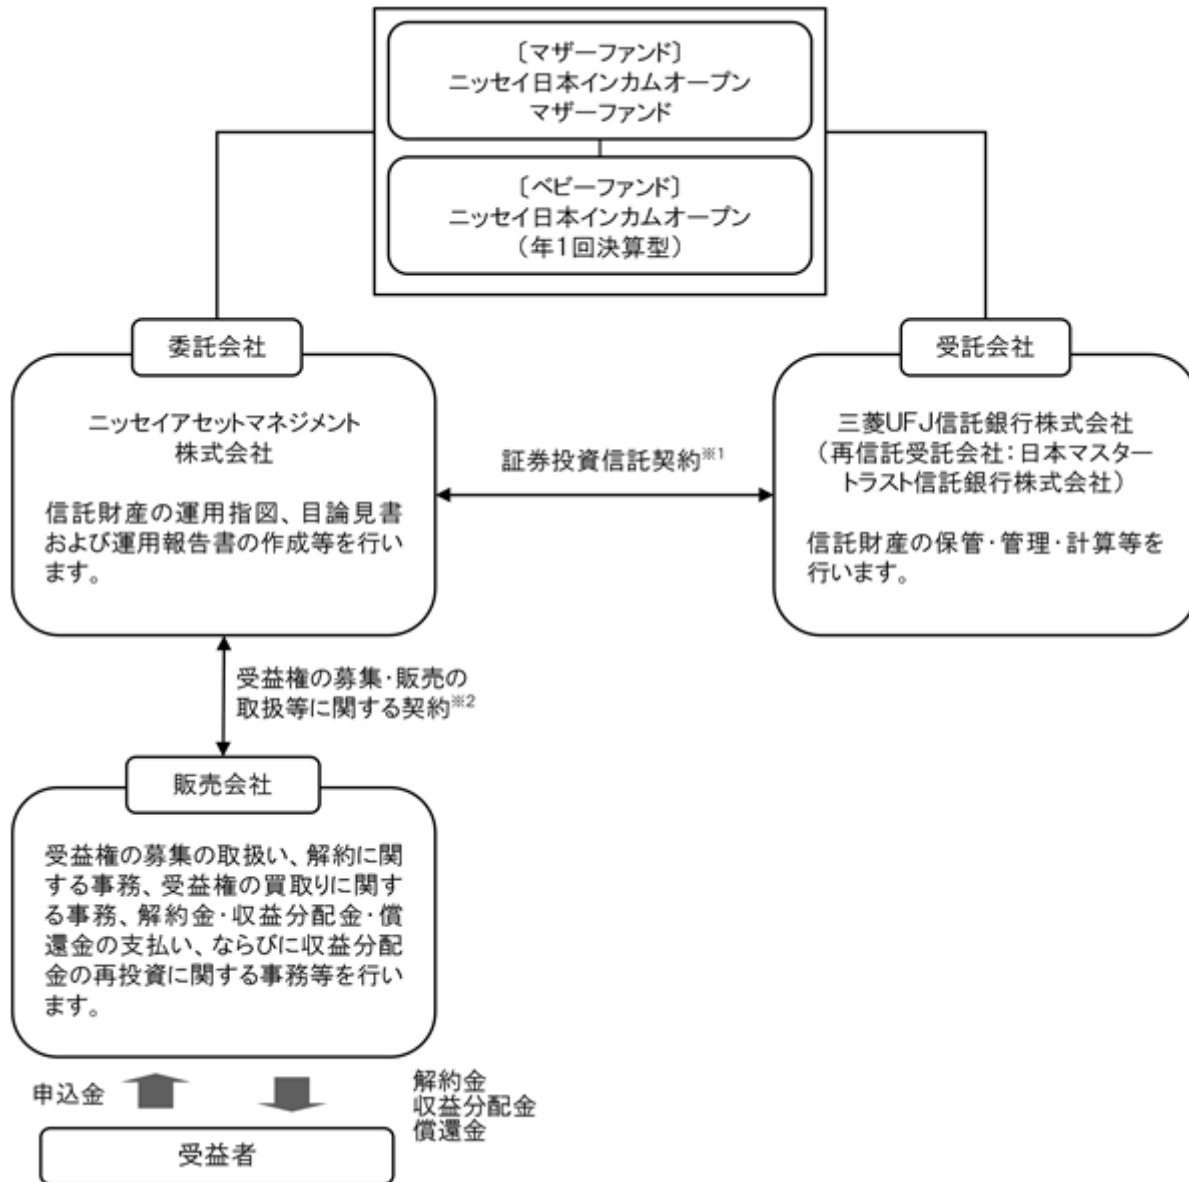 〔マザーファンド〕
ニッセイ日本インカムオープン
マザーファンド
〔ベビーファンド〕
ニッセイ日本インカムオープン
（年1回決算型）
委託会社
ニッセイアセットマネジメント
株式会社
信託財産の運用指図、目論見書
および運用報告書の作成等を行い
ます。
証券投資信託契約※1
受託会社
三菱UFJ信託銀行株式会社
（再信託受託会社：日本マスター
トラスト信託銀行株式会社）
信託財産の保管・管理・計算等を
行います。
受益権の募集・販売の
取扱等に関する契約※2
販売会社
受益権の募集の取扱い、解約に関
する事務、受益権の買取りに関す
る事務、解約金・収益分配金・償
還金の支払い、ならびに収益分配
金の再投資に関する事務等を行い
ます。
申込金
解約金
収益分配金
償還金
受益者